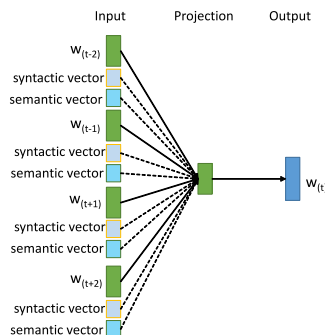 Input Projection Output
w(t-2)
syntactic vector
semantic vector
w(t-1)
syntactic vector
semantic vector
w(t)
w(t+1)
syntactic vector
semantic vector
w(t+2)
syntactic vector
semantic vector